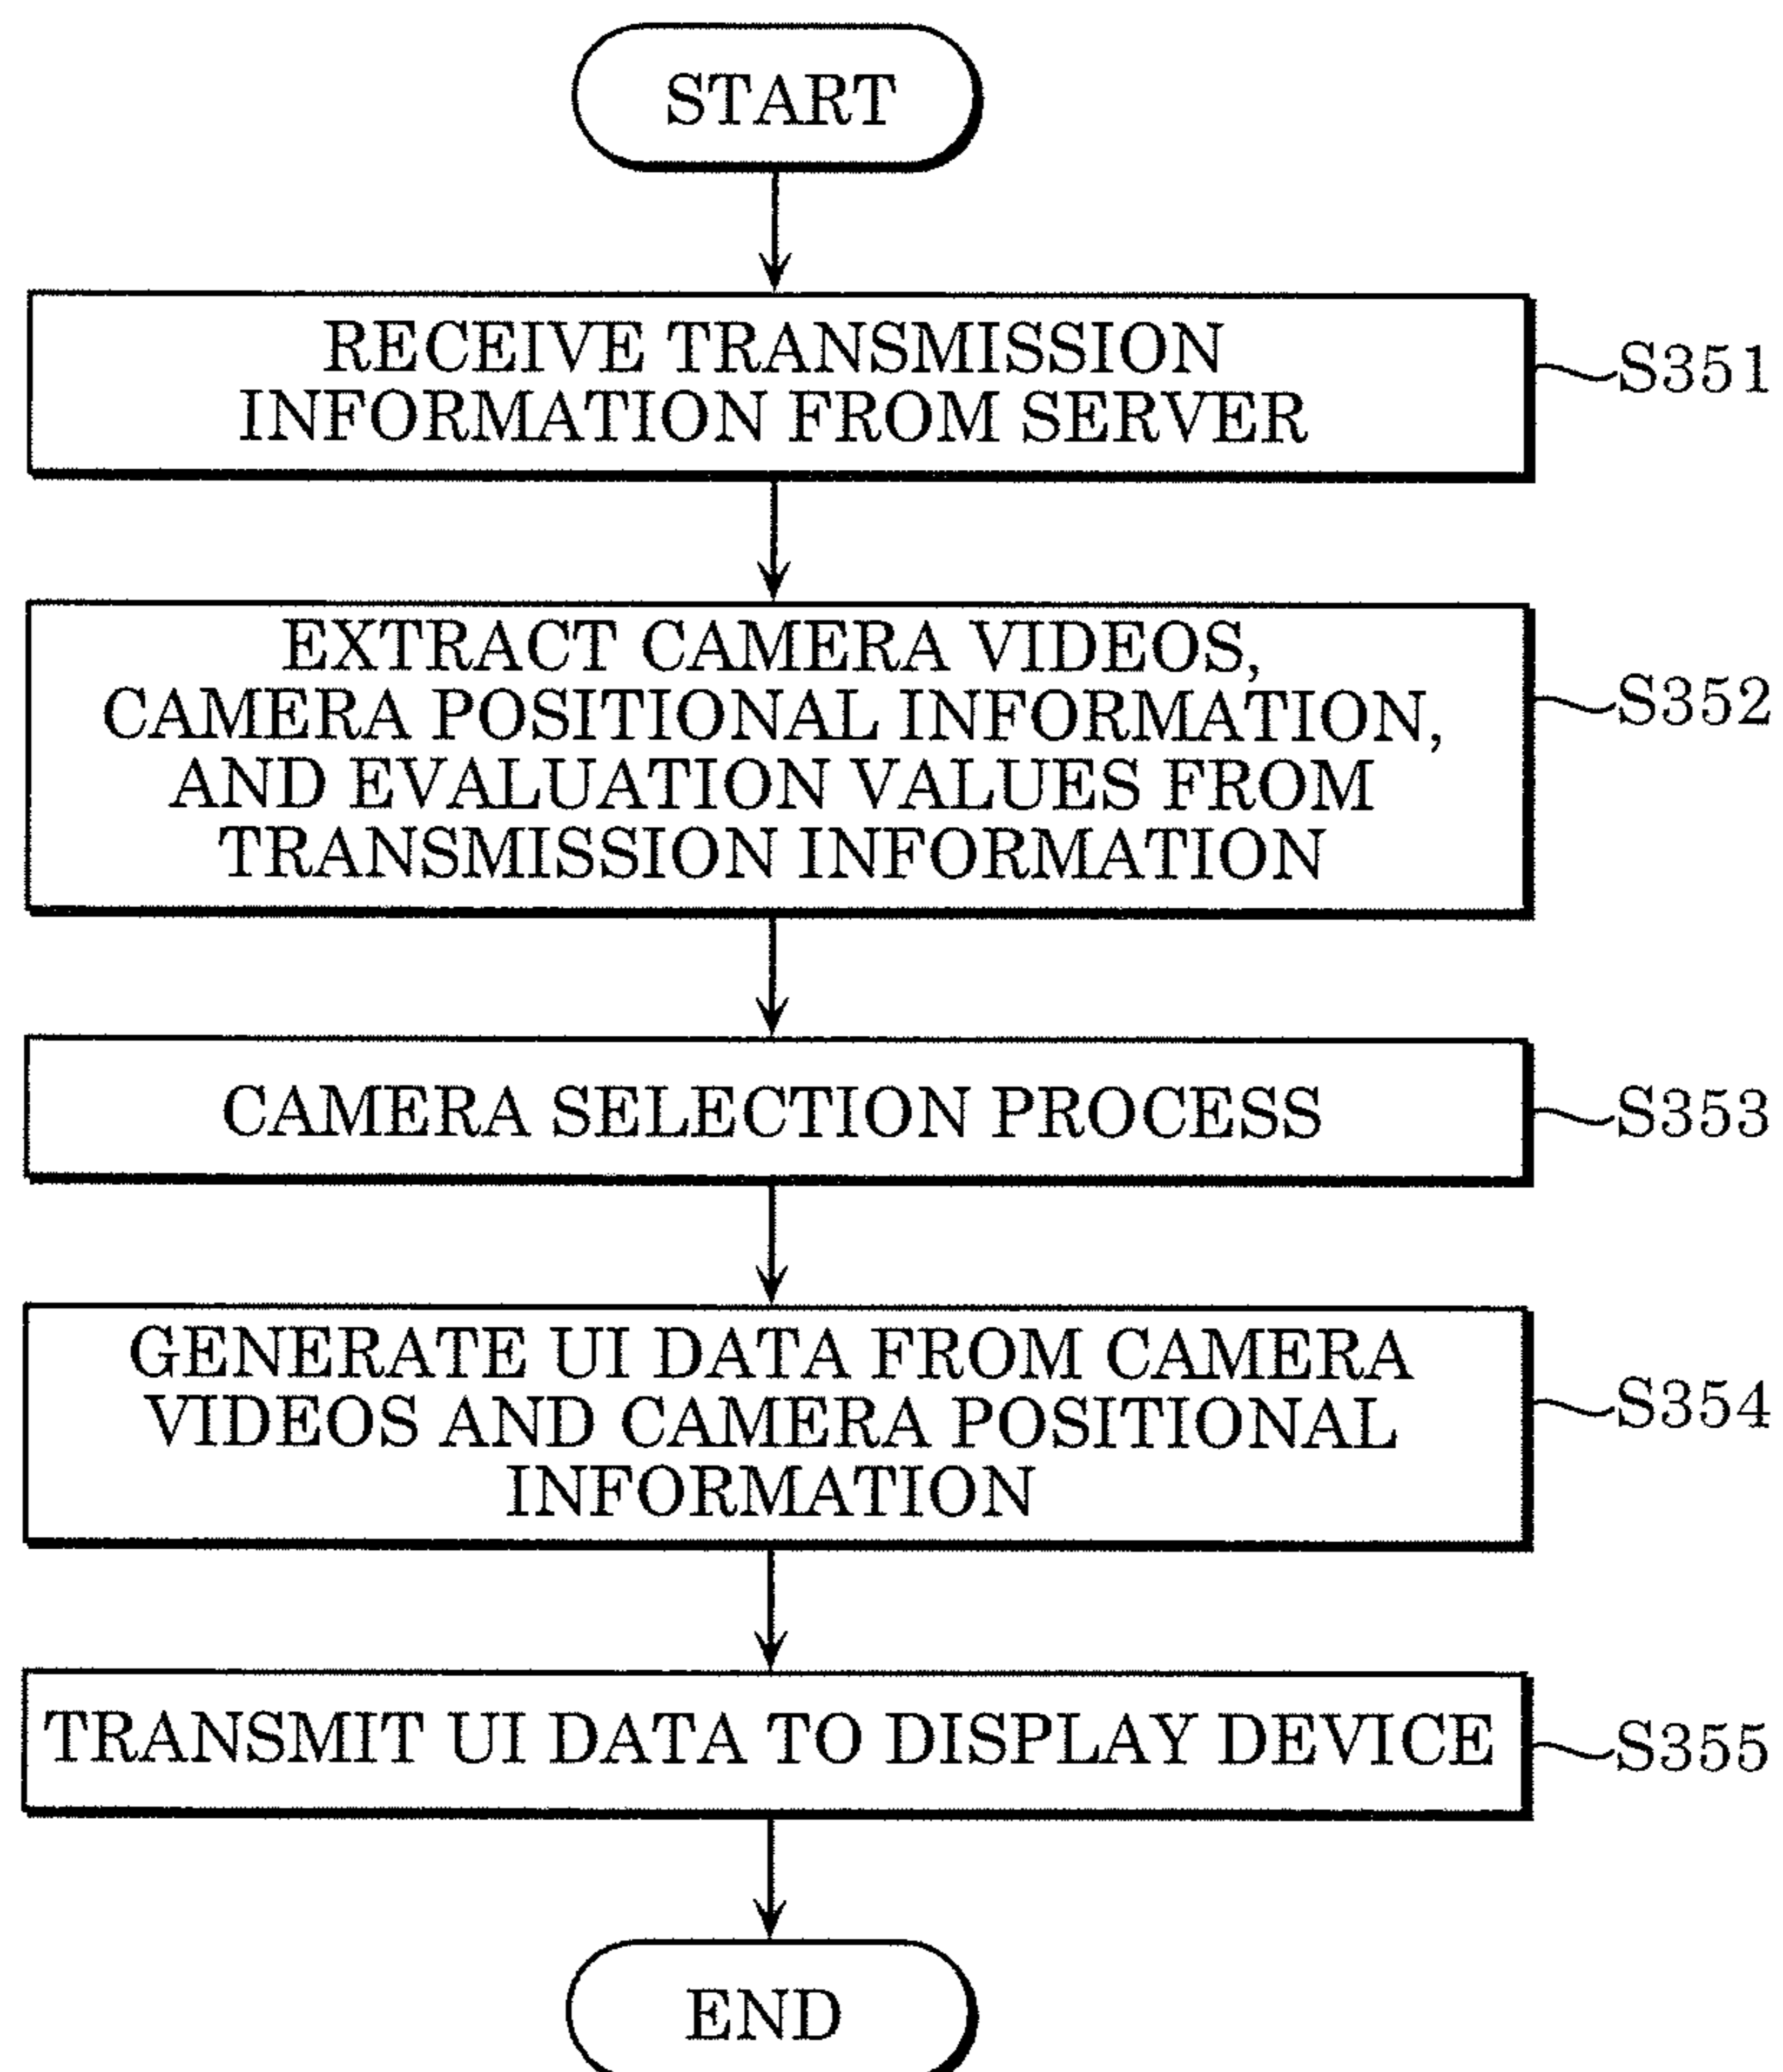 START
RECEIVE TRANSMISSION
INFORMATION FROM SERVER
S351
EXTRACT CAMERA VIDEOS,
CAMERA POSITIONAL INFORMATION,
AND EVALUATION VALUES FROM
TRANSMISSION INFORMATION
S352
CAMERA SELECTION PROCESS
S353
GENERATE UI DATA FROM CAMERA
VIDEOS AND CAMERA POSITIONAL
INFORMATION
S354
TRANSMIT UI DATA TO DISPLAY DEVICE
S355
END